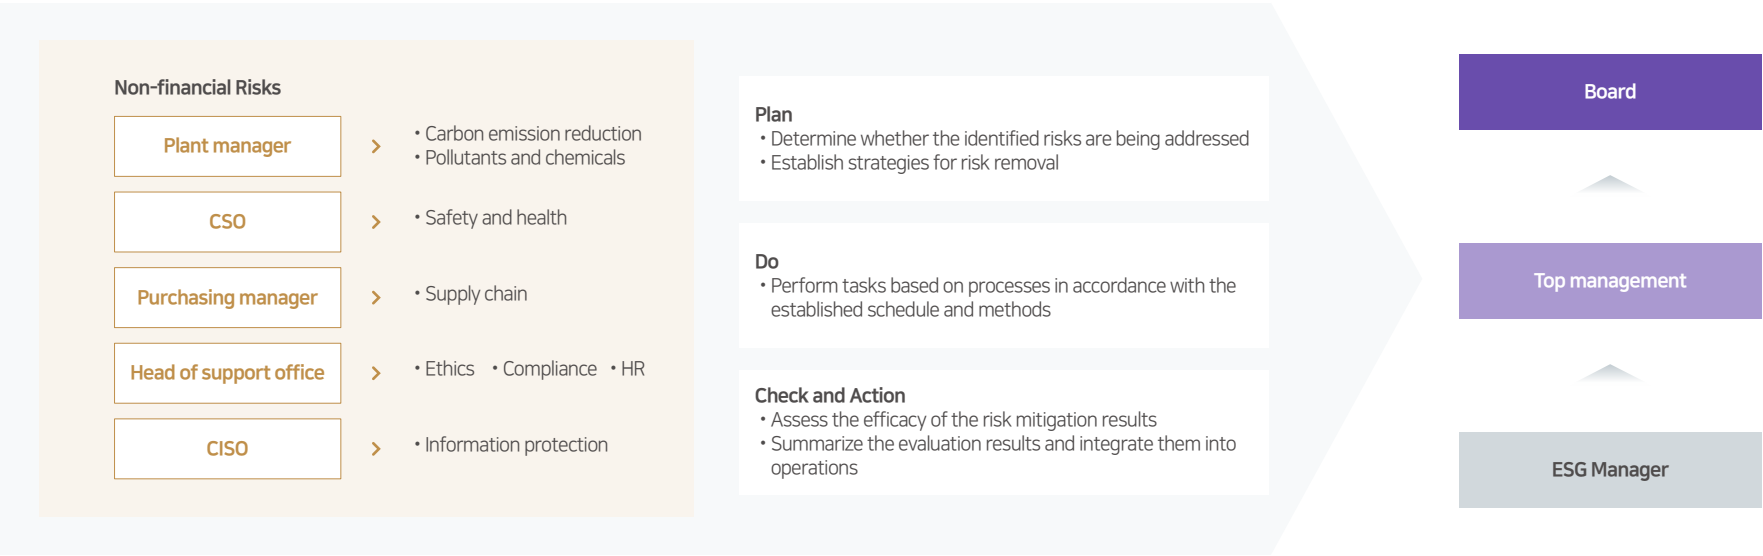 Non-financial Risks
Plant manager
• Carbon emission reduction
• Pollutants and chemicals
CSO
• Safety and health
Purchasing manager
• Supply chain
Head of support office
• Ethics • Compliance • HR
CISO
• Information protection
Plan
• Determine whether the identified risks are being addressed
• Establish strategies for risk removal
Do
• Perform tasks based on processes in accordance with the
established schedule and methods
Check and Action
• Assess the efficacy of the risk mitigation results
• Summarize the evaluation results and integrate them into
operations
Board
Top management
ESG Manager